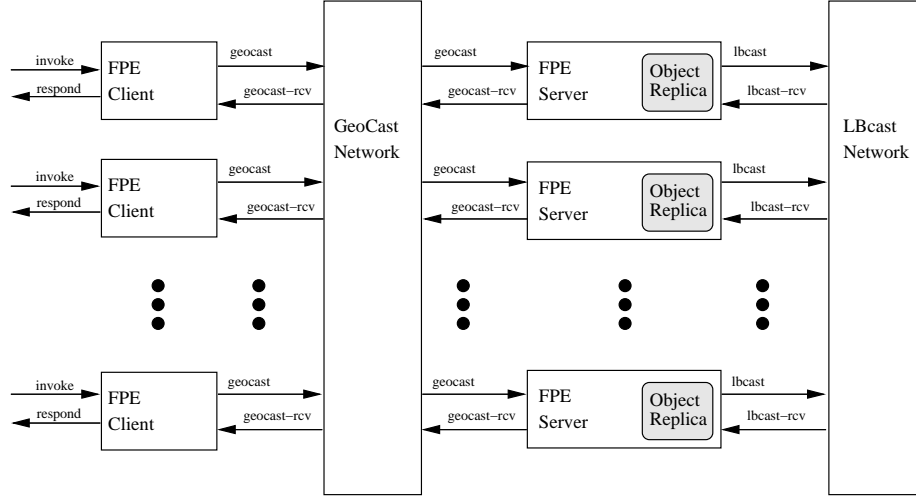 invoke
respond
FPE
Client
geocast
geocast−rcv
GeoCast
Network
geocast
geocast−rcv
FPE
Server
Object
Replica
lbcast
lbcast−rcv
LBcast
Network
invoke
respond
FPE
Client
geocast
geocast−rcv
geocast
geocast−rcv
FPE
Server
Object
Replica
lbcast
lbcast−rcv
invoke
respond
FPE
Client
geocast
geocast−rcv
geocast
geocast−rcv
FPE
Server
Object
Replica
lbcast
lbcast−rcv